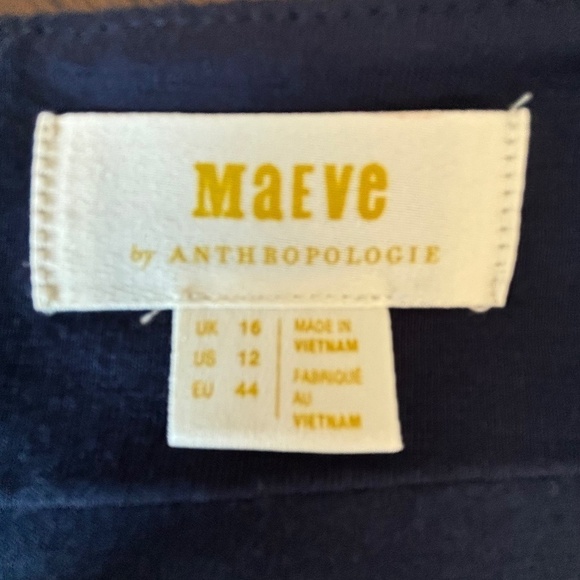 MaEve
by ANTHROPOLOGIE
UK 16
US 12
EU 44
MADE IN
VIETNAM
FABRIQUÉ
AU
VIETNAM